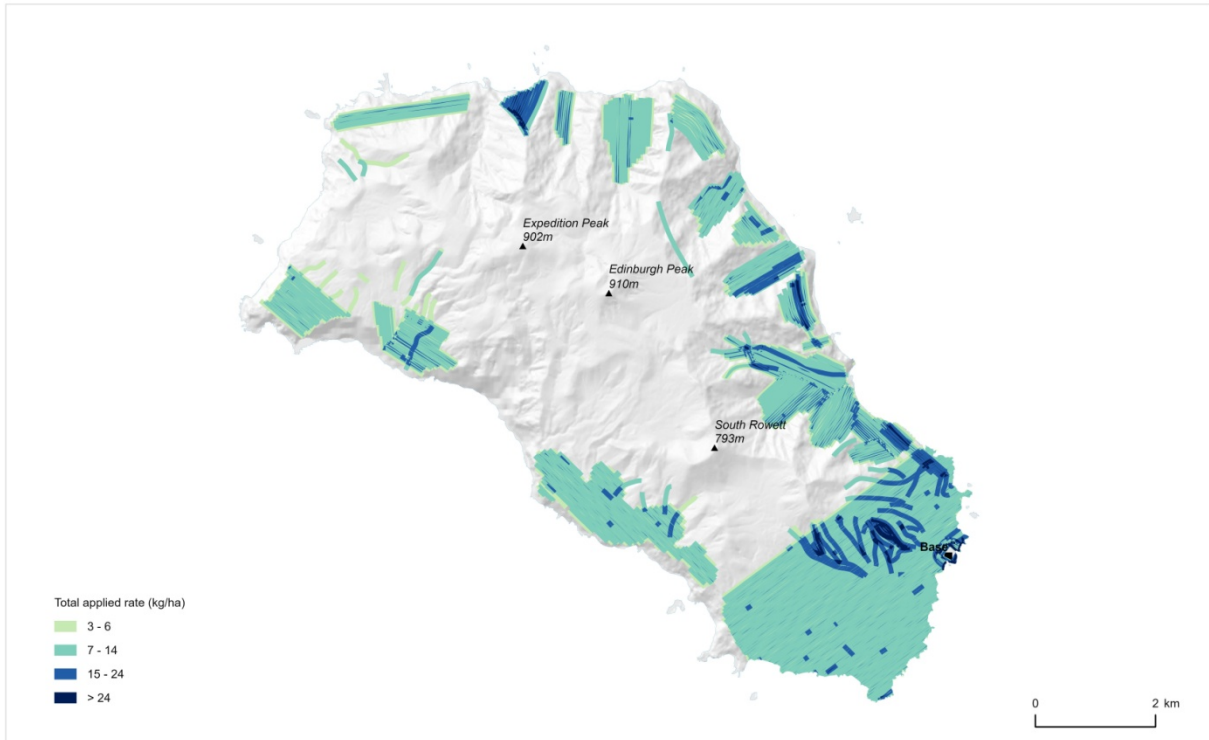 Expedition Peak
902m
Edinburgh Peak
910m
South Rowett
793m
Base
Total applied rate (kg/ha)
3 - 6
7 - 14
15 - 24
> 24
0 2 km